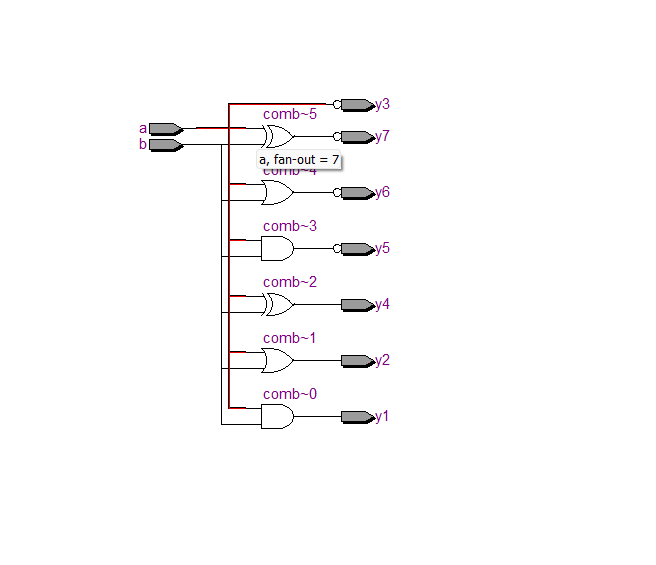 y3
comb~5
a
y7
b
a, fan-out = 7
comb~4
y6
comb~3
y5
comb~2
y4
comb~1
y2
comb~0
y1